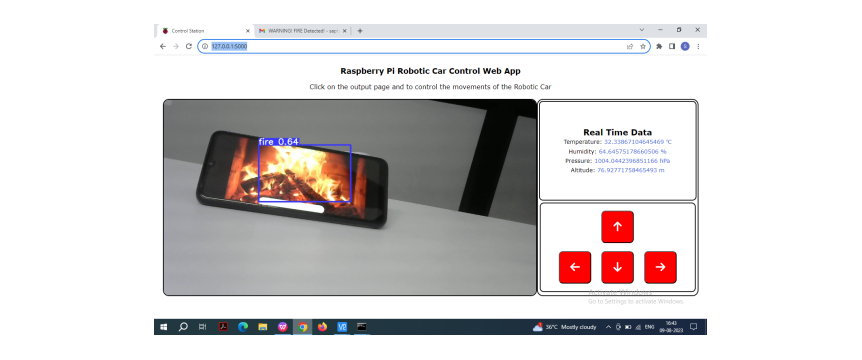 Control Station
WARNING! FIRE Detected! - sepr
127.0.0.1:5000
Raspberry Pi Robotic Car Control Web App
Click on the output page and to control the movements of the Robotic Car
fire 0.64
Real Time Data
Temperature: 32.33867104645469 °C
Humidity: 64.64575178660506 %
Pressure: 1004.0442396851166 hPa
Altitude: 76.92771758465493 m
Activate Windows
Go to Settings to activate Windows.
36°C Mostly cloudy
ENG
16:43
09-08-2023